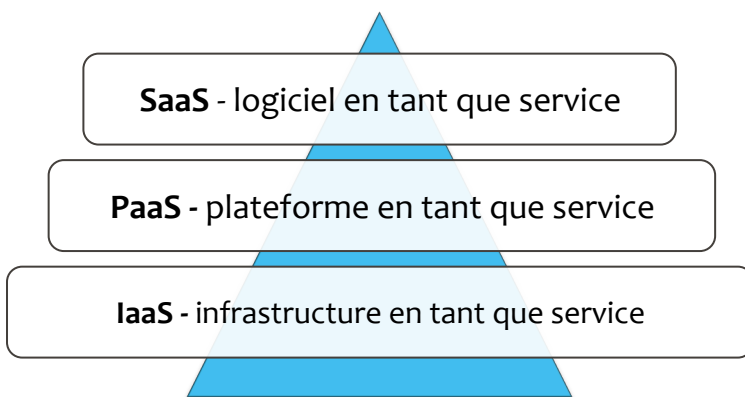 SaaS - logiciel en tant que service
PaaS - plateforme en tant que service
IaaS - infrastructure en tant que service